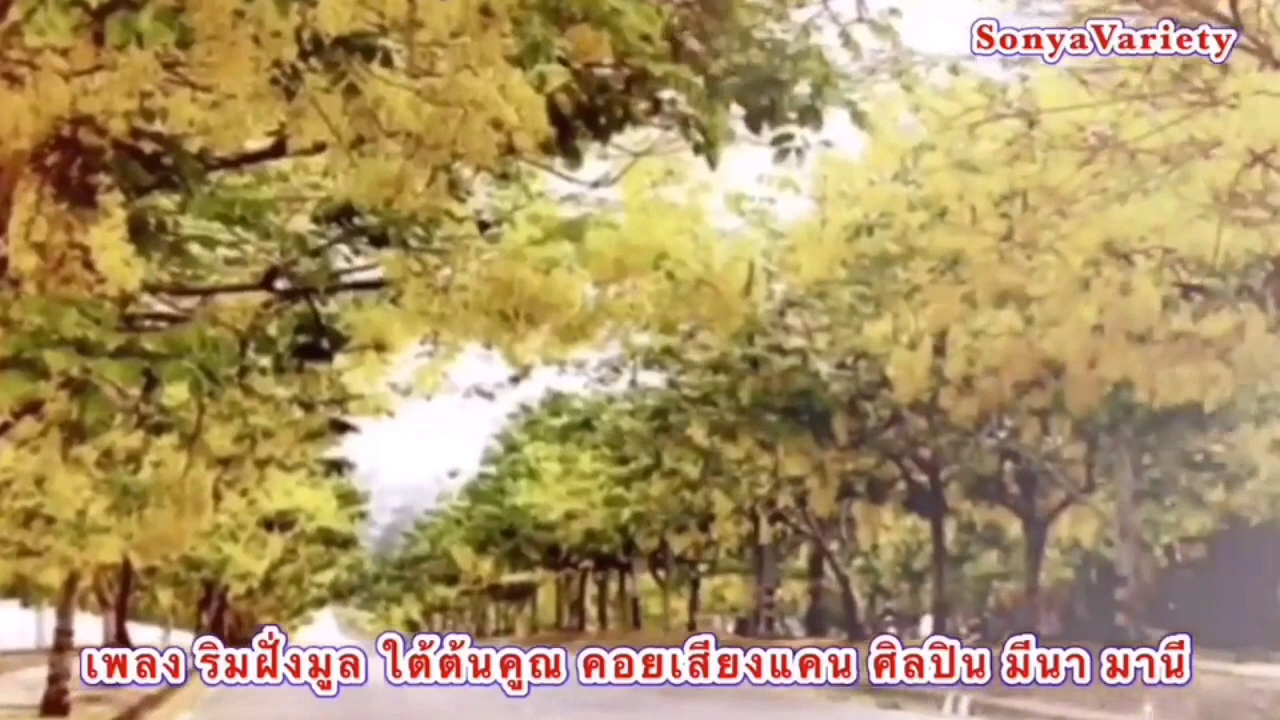 SonyaVariety
เพลง ริมฝั่งมูล ใต้ต้นคูณ คอยเสียงแคน ศิลปิน มีนา มานี